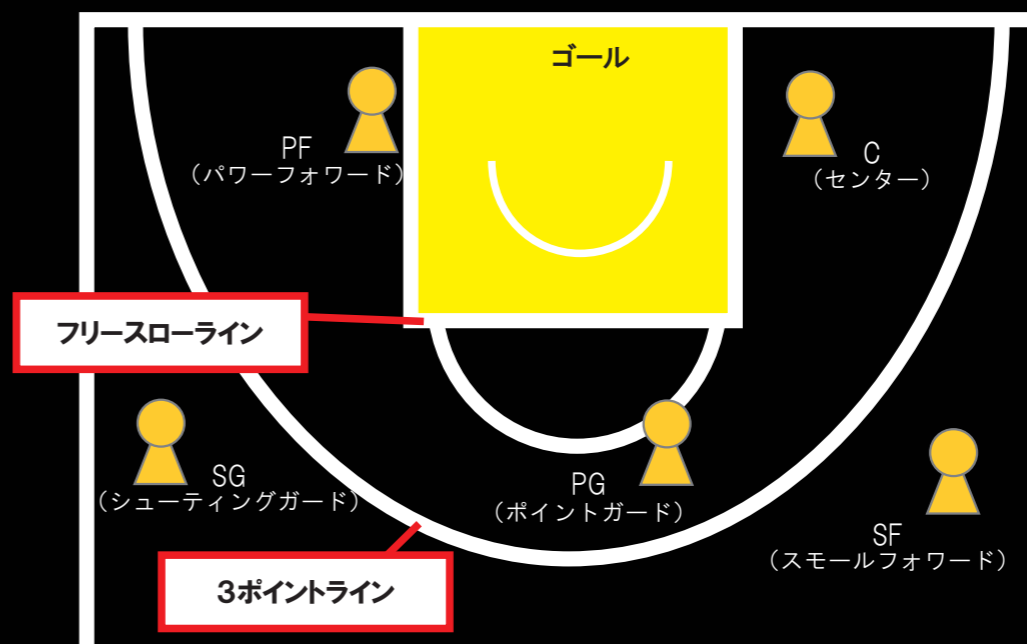 ゴール
PF
(パワーフォワード)
C
(センター)
フリースローライン
SG
(シューティングガード)
PG
(ポイントガード)
SF
(スモールフォワード)
3ポイントライン